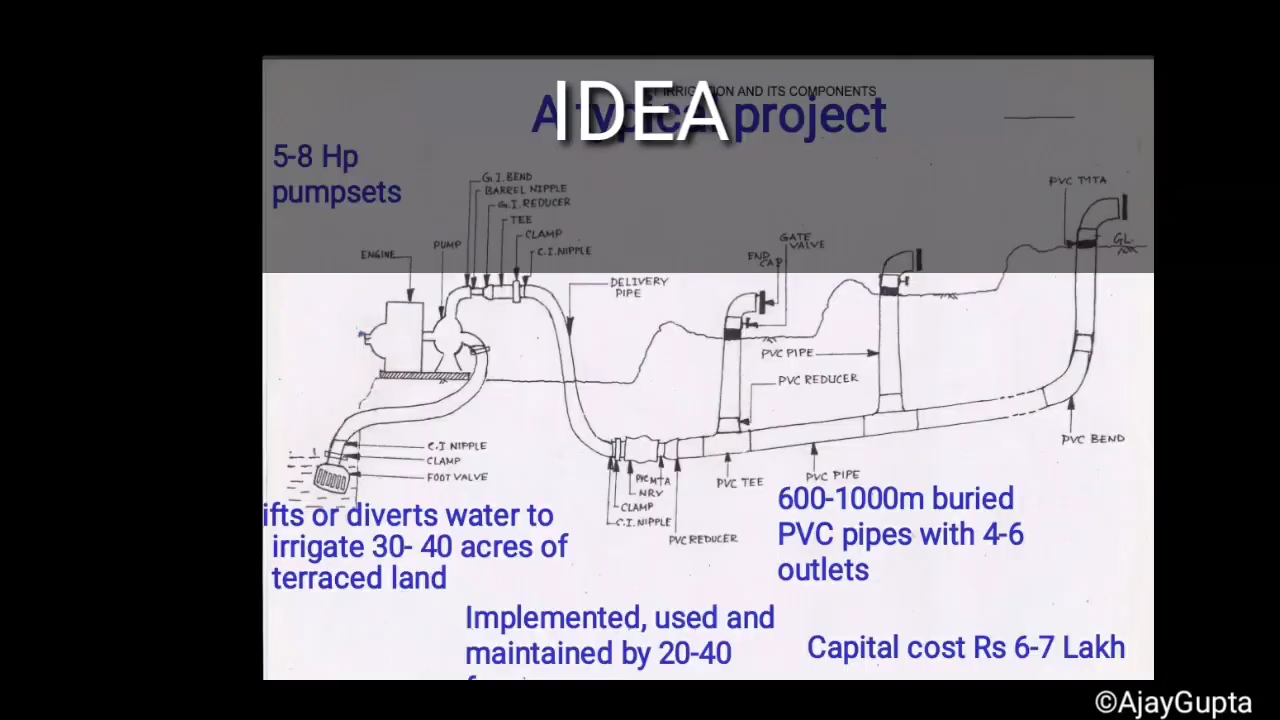 IRRIGATION AND ITS COMPONENTS
IDEA
A typical project
5-8 Hp
pumpsets
G.I. BEND
BARREL NIPPLE
G.I. REDUCER
TEE
CLAMP
C.I. NIPPLE
PUMP
ENGINE
DELIVERY
PIPE
GATE
VALVE
END
CAP
PVC MTA
GL
PVC PIPE
PVC REDUCER
PVC BEND
C.I NIPPLE
CLAMP
FOOT VALVE
PVC MTA
NRV
CLAMP
C.I. NIPPLE
PVC REDUCER
PVC TEE
PVC PIPE
ifts or diverts water to
irrigate 30- 40 acres of
terraced land
600-1000m buried
PVC pipes with 4-6
outlets
Implemented, used and
maintained by 20-40
Capital cost Rs 6-7 Lakh
©AjayGupta